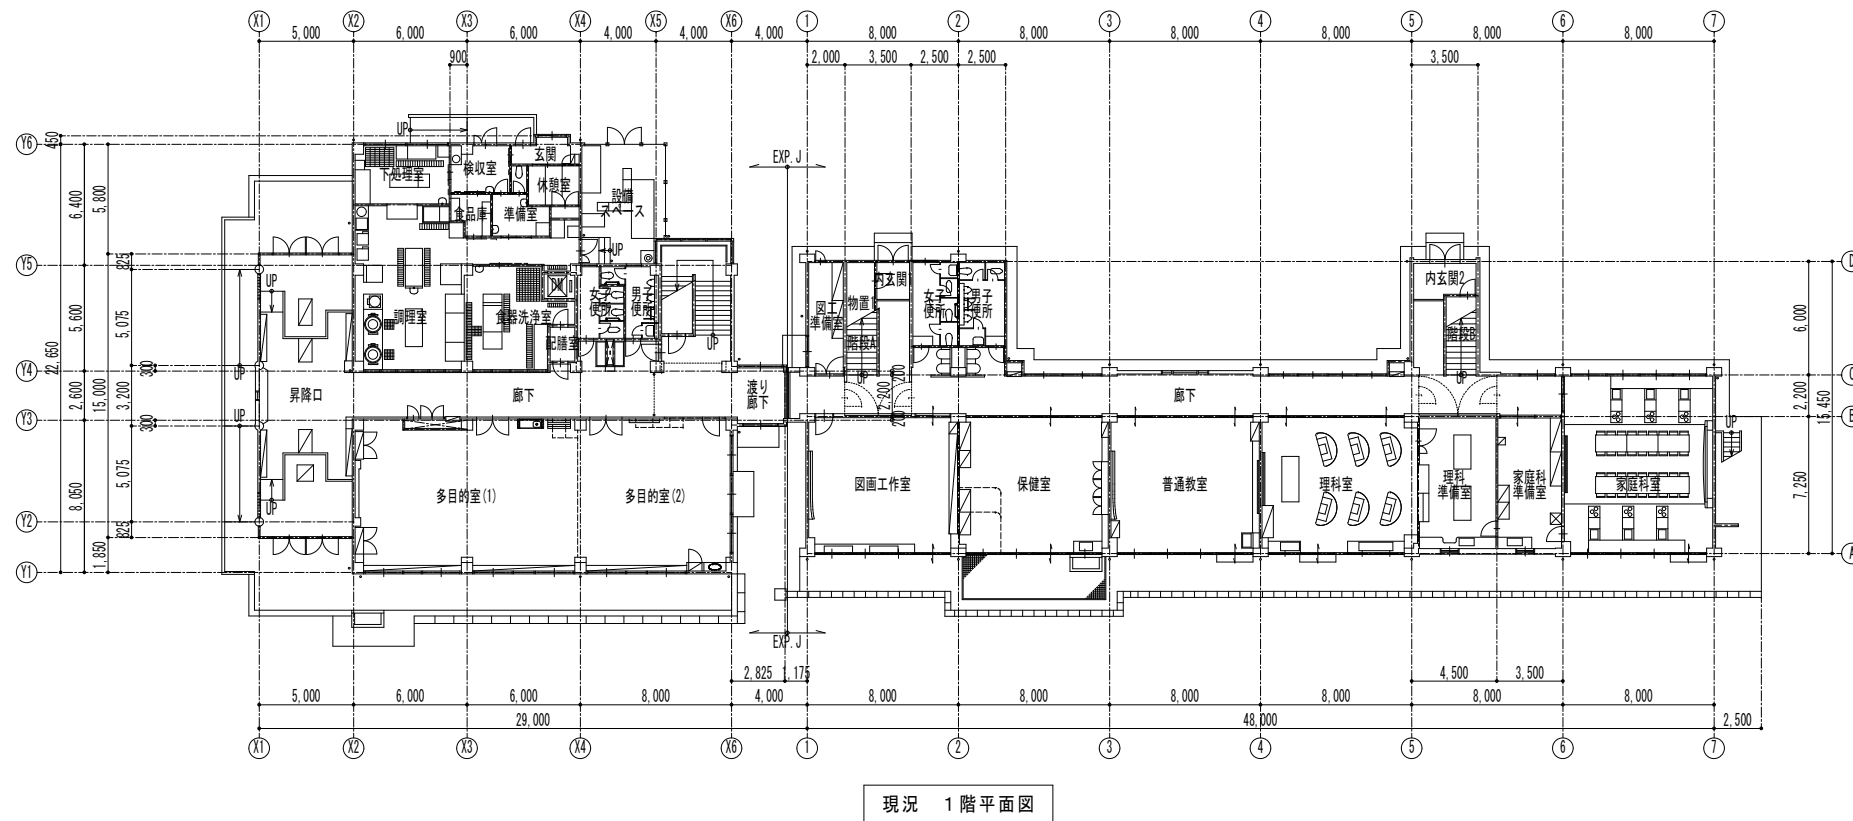 X1 X2 X3 X4 X5 X6 1 2 3 4 5 6 7
5,000 6,000 6,000 4,000 4,000 4,000 8,000 8,000 8,000 8,000 8,000 8,000
900 2,000 3,500 2,500 2,500 3,500
Y6
450
UP
EXP.J
玄関
検収室
下処理室
休憩室
設備
スペース
食品庫
準備室
6,400
5,800
UP
Y5
825
UP
D
内玄関
内玄関2
物置1
図工
準備室
女子
便所
男子
便所
女子
便所
男子
便所
DW
調理室
食器洗浄室
配膳室
階段A
階段B
UP
UP
UP
5,600
5,075
22,650
15,000
6,000
Y4
300
UP
C
2,600
3,200
昇降口
廊下
渡り
廊下
2,200
200
200
廊下
2,200
15,450
Y3
300
UP
B
UP
8,050
5,075
多目的室(1)
多目的室(2)
図画工作室
保健室
普通教室
理科室
理科
準備室
家庭科
準備室
家庭科室
7,250
UP
Y2
825
1,850
Y1
A
EXP.J
2,825 1,175 4,500 3,500
5,000 6,000 6,000 8,000 4,000 8,000 8,000 8,000 8,000 8,000 8,000
29,000 48,000 2,500
X1 X2 X3 X4 X6 1 2 3 4 5 6 7
現況 1階平面図